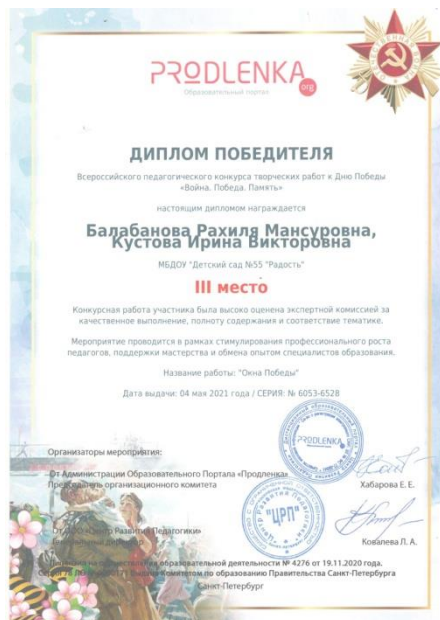 PRODLENKA
org
Образовательный портал
ДИПЛОМ ПОБЕДИТЕЛЯ
Всероссийского педагогического конкурса творческих работ к Дню Победы
«Война. Победа. Память»
настоящим дипломом награждается
Балабанова Рахиля Мансуровна,
Кустова Ирина Викторовна
МБДОУ "Детский сад №55 "Радость"
III место
Конкурсная работа участника была высоко оценена экспертной комиссией за
качественное выполнение, полноту содержания и соответствие тематике.
Мероприятие проводится в рамках стимулирования профессионального роста
педагогов, поддержки мастерства и обмена опытом специалистов образования.
Название работы: "Окна Победы"
Дата выдачи: 04 мая 2021 года / СЕРИЯ: № 6053-6528
PRODLENKA
Организаторы мероприятия:
От Администрации Образовательного Портала «Продленка»
Председатель организационного комитета
Хабарова Е. Е.
"ЦРП"
Центр Развития Педагогики»
Ковалева Л. А.
образовательной деятельности № 4276 от 19.11.2020 года.
Комитетом по образованию Правительства Санкт-Петербурга
Санкт-Петербург